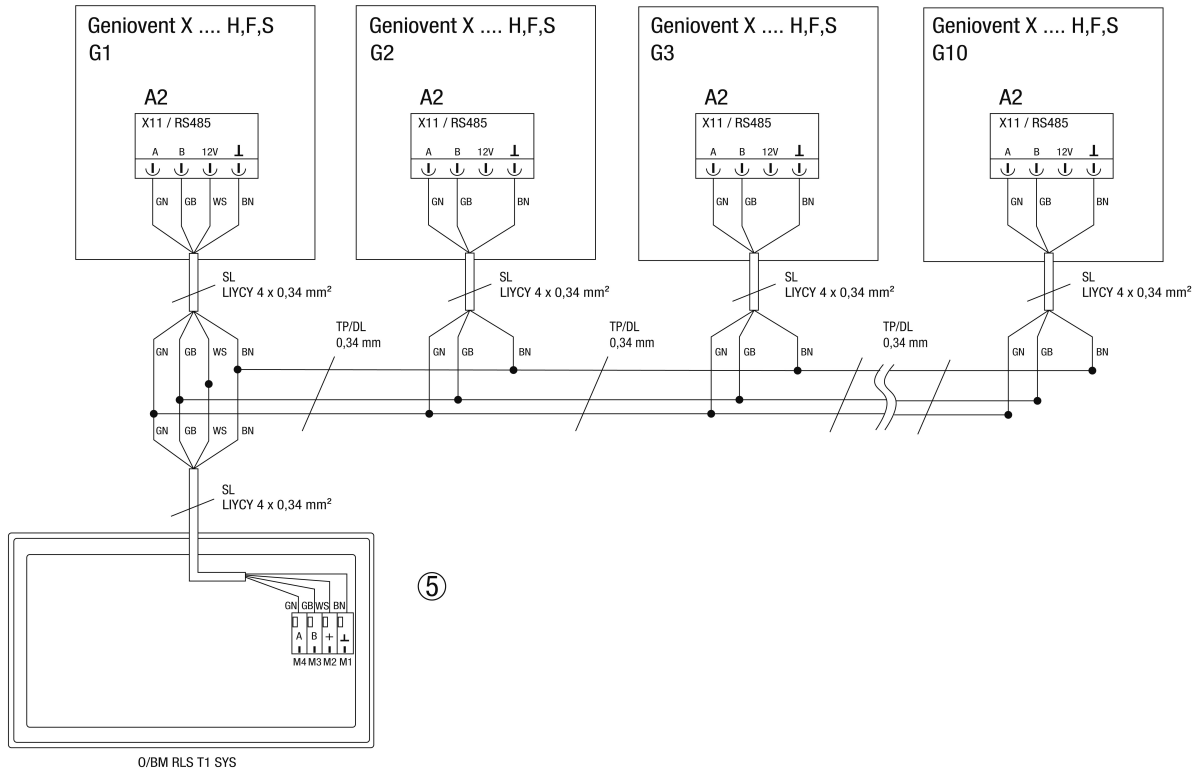 Geniovent X .... H,F,S
G1
A2
X11 / RS485
A B 12V ⊥
GN GB WS BN
SL
LIYCY 4 x 0,34 mm²
Geniovent X .... H,F,S
G2
A2
X11 / RS485
A B 12V ⊥
GN GB BN
SL
LIYCY 4 x 0,34 mm²
Geniovent X .... H,F,S
G3
A2
X11 / RS485
A B 12V ⊥
GN GB BN
SL
LIYCY 4 x 0,34 mm²
Geniovent X .... H,F,S
G10
A2
X11 / RS485
A B 12V ⊥
GN GB BN
SL
LIYCY 4 x 0,34 mm²
GN GB WS BN
TP/DL
0,34 mm
GN GB BN
TP/DL
0,34 mm
GN GB BN
TP/DL
0,34 mm
GN GB BN
GN GB WS BN
SL
LIYCY 4 x 0,34 mm²
⑤
GN GB WS BN
A B + ⊥
M4 M3 M2 M1
O/BM RLS T1 SYS